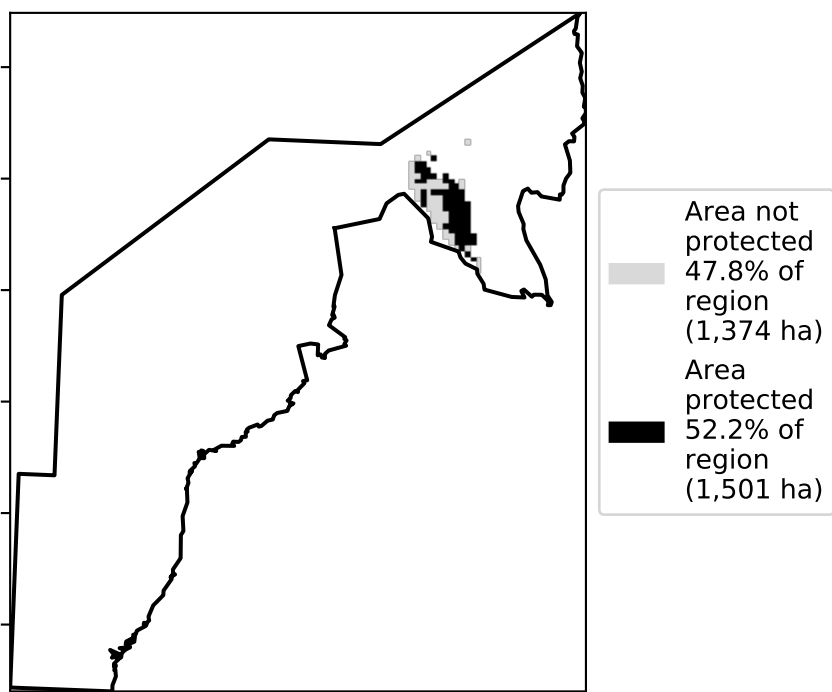 Area not
protected
47.8% of
region
(1,374 ha)
Area
protected
52.2% of
region
(1,501 ha)